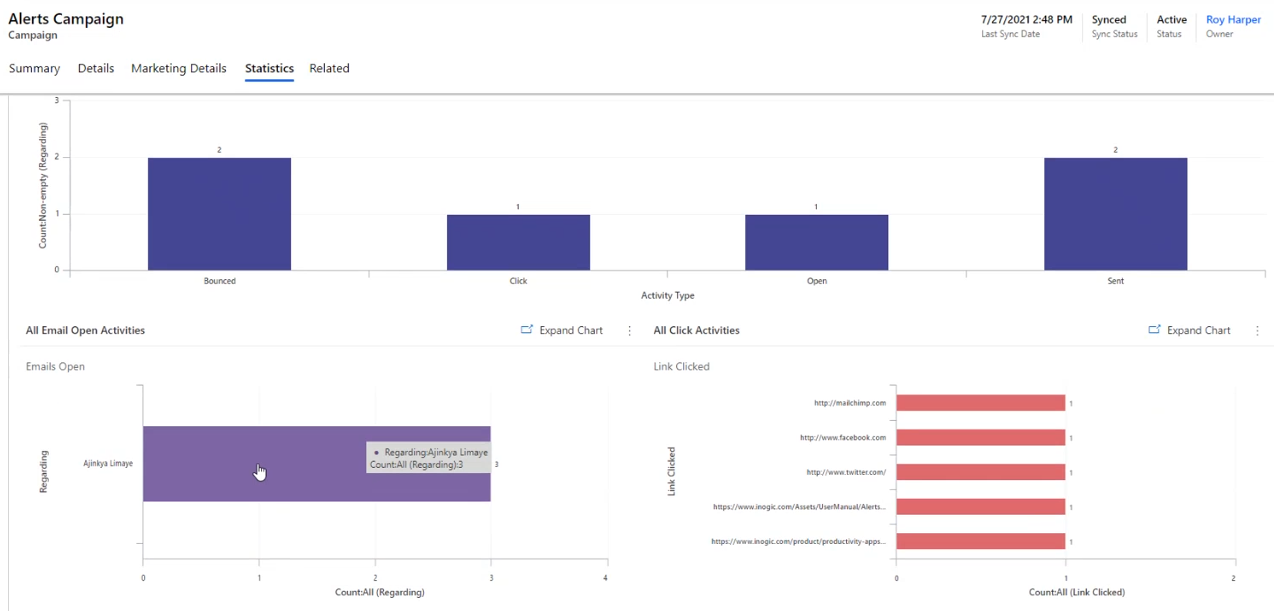 Alerts Campaign
Campaign
7/27/2021 2:48 PM
Last Sync Date
Synced
Sync Status
Active
Status
Roy Harper
Owner
Summary Details Marketing Details Statistics Related
Count:Non-empty (Regarding)
3
2
1
0
2
1
1
2
Bounced Click Open Sent
Activity Type
All Email Open Activities
Expand Chart
Emails Open
Regarding
Ajinkya Limaye
Regarding:Ajinkya Limaye
Count:All (Regarding):3
3
0 1 2 3 4
Count:All (Regarding)
All Click Activities
Expand Chart
Link Clicked
Link Clicked
http://mailchimp.com 1
http://www.facebook.com 1
http://www.twitter.com/ 1
https://www.inogic.com/Assets/UserManual/Alerts... 1
https://www.inogic.com/product/productivity-apps... 1
0 1 2
Count:All (Link Clicked)